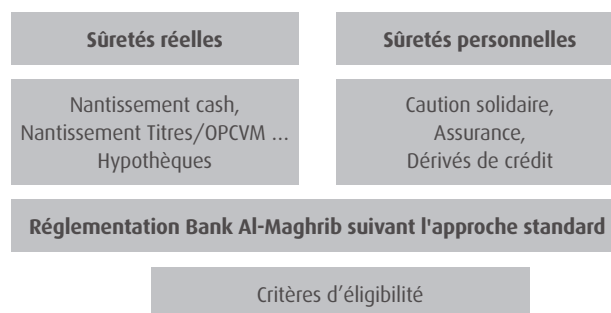 Sûretés réelles
Sûretés personnelles
Nantissement cash,
Nantissement Titres/OPCVM ...
Hypothèques
Caution solidaire,
Assurance,
Dérivés de crédit
Réglementation Bank Al-Maghrib suivant l'approche standard
Critères d’éligibilité